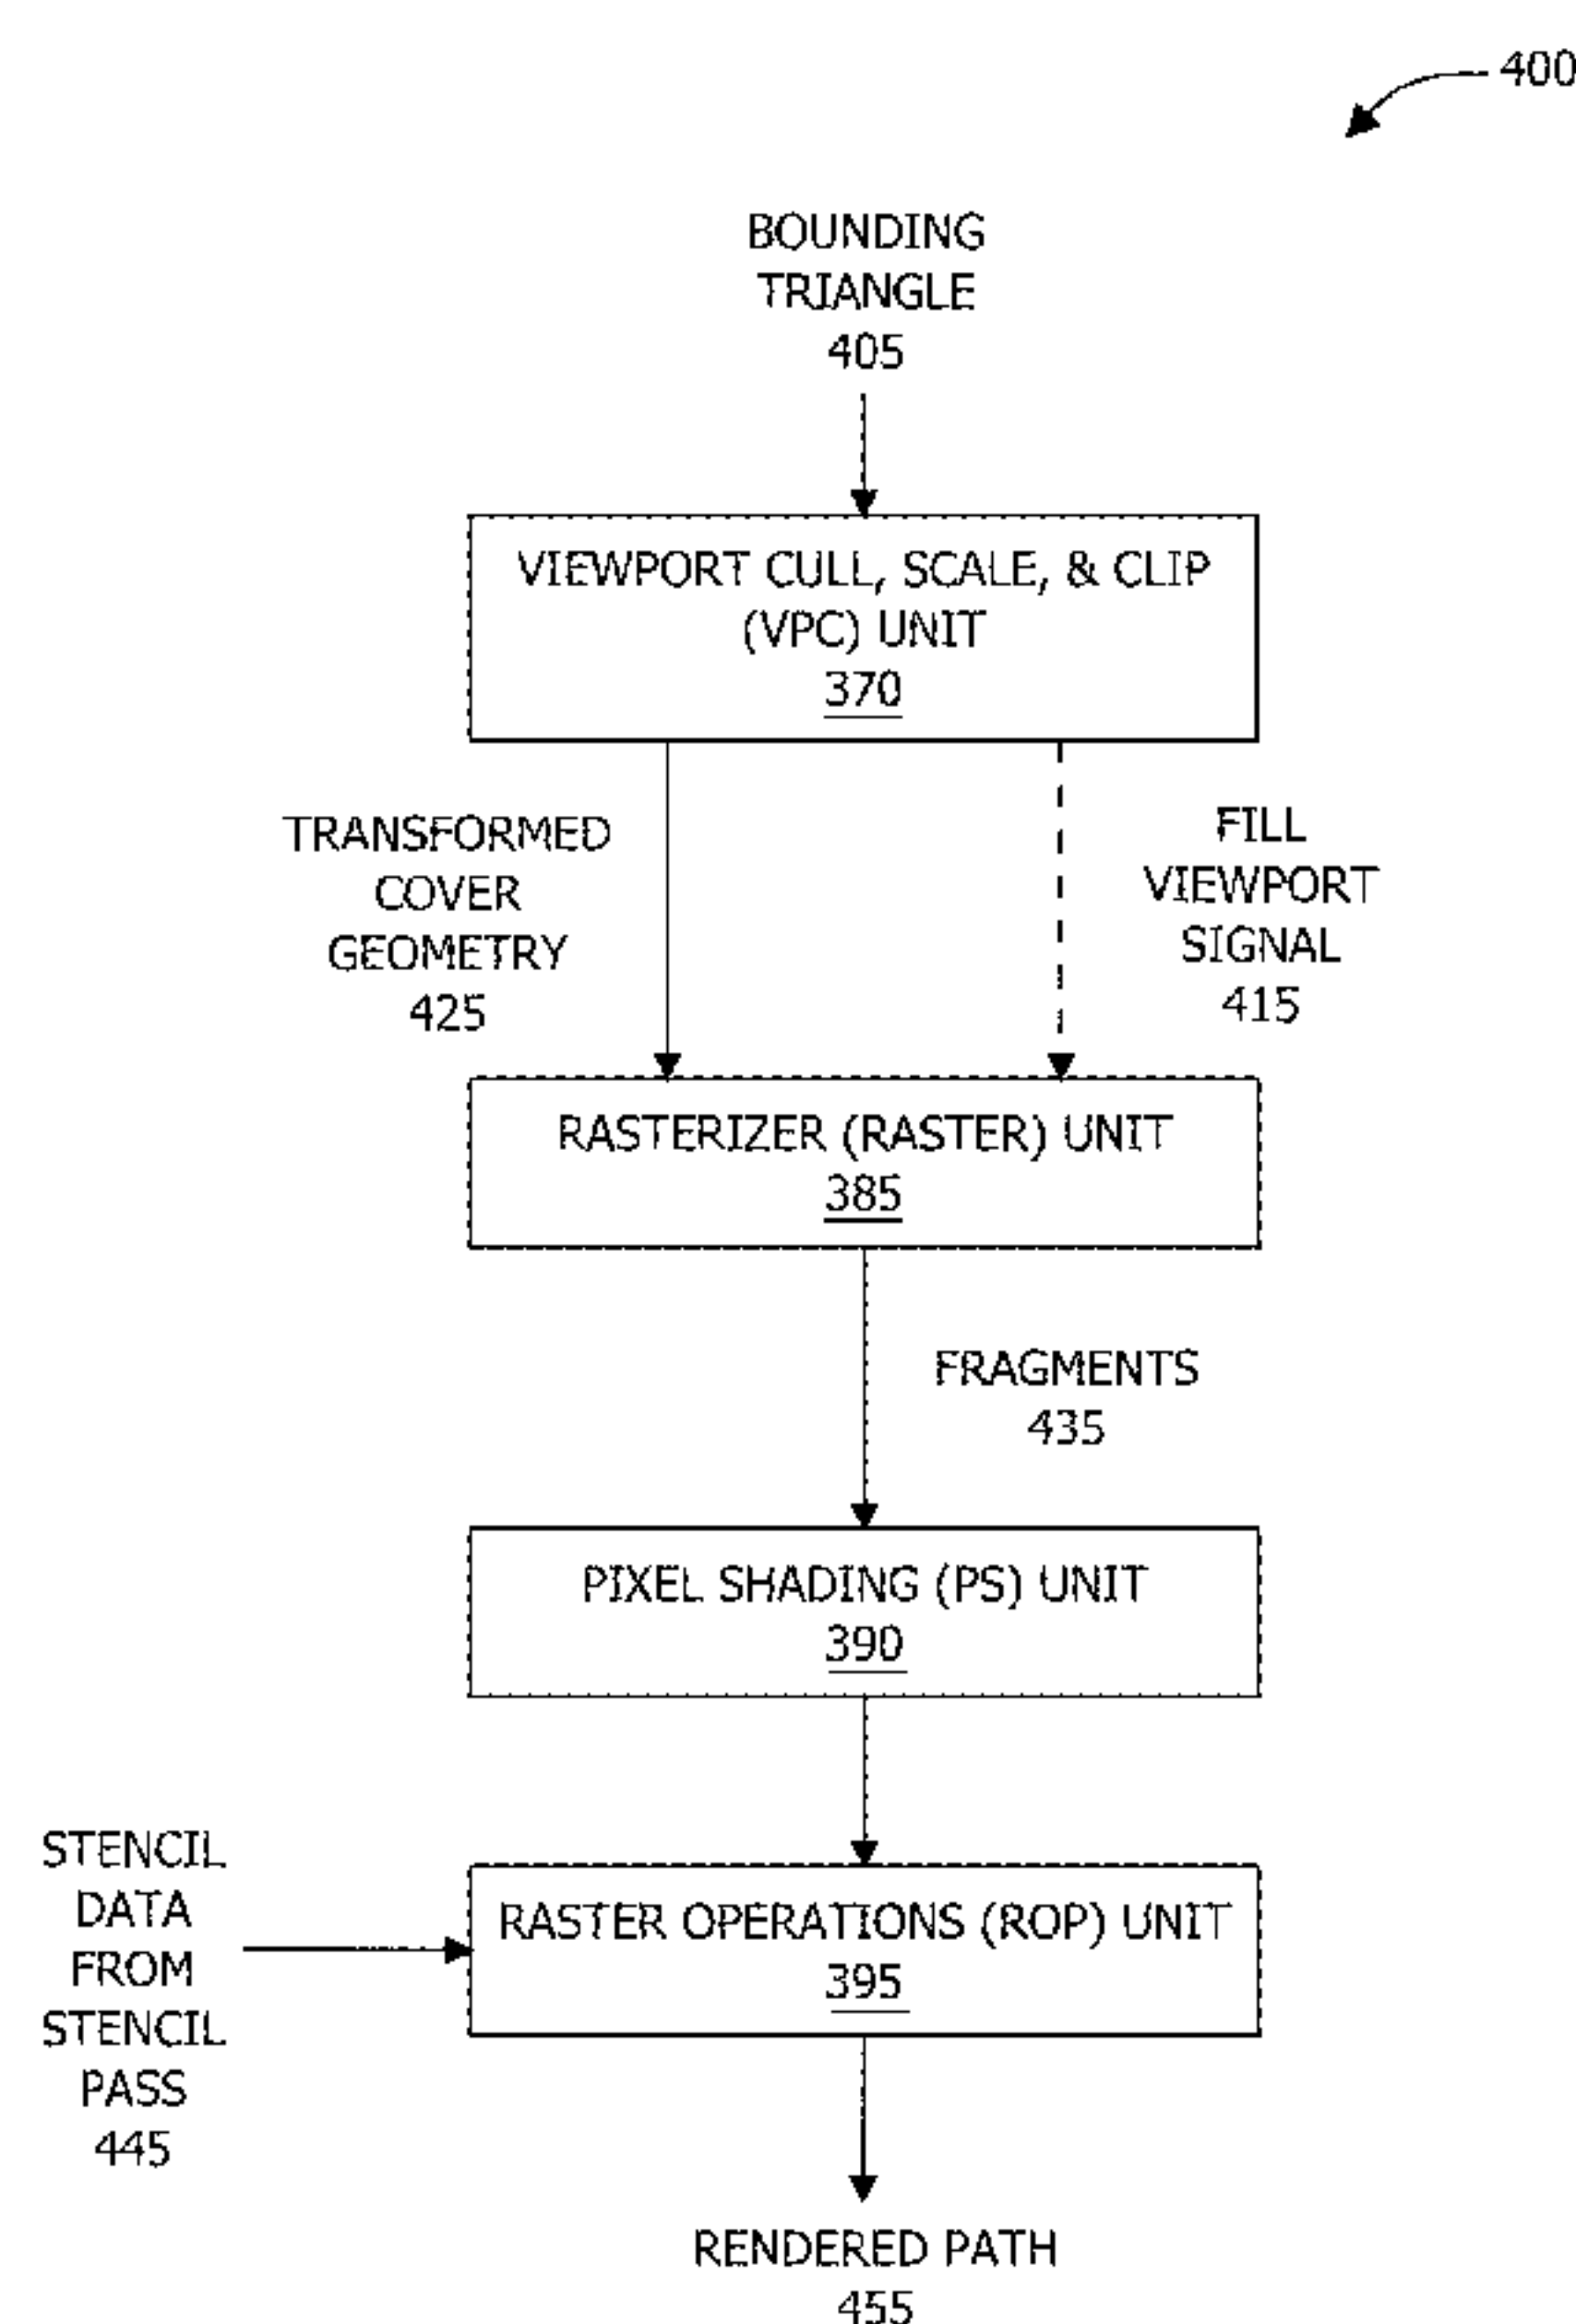 400
BOUNDING
TRIANGLE
405
VIEWPORT CULL, SCALE, & CLIP
(VPC) UNIT
370
TRANSFORMED
COVER
GEOMETRY
425
FILL
VIEWPORT
SIGNAL
415
RASTERIZER (RASTER) UNIT
385
FRAGMENTS
435
PIXEL SHADING (PS) UNIT
390
STENCIL
DATA
FROM
STENCIL
PASS
445
RASTER OPERATIONS (ROP) UNIT
395
RENDERED PATH
455